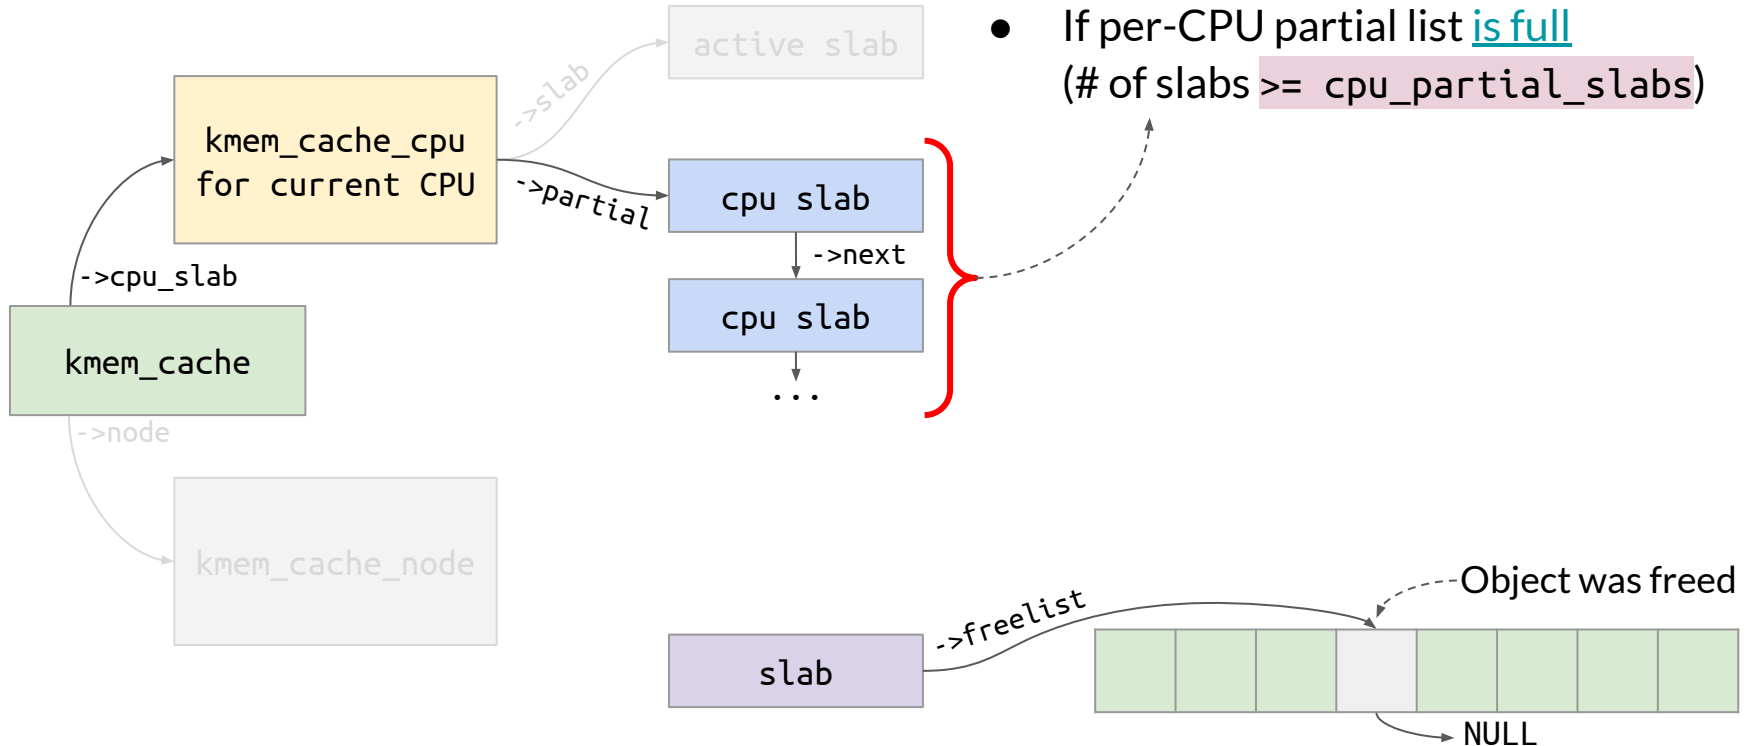 active slab
->slab
kmem_cache_cpu
for current CPU
->partial
cpu slab
->next
cpu slab
...
->cpu_slab
kmem_cache
->node
kmem_cache_node
● If per-CPU partial list is full
(# of slabs >= cpu_partial_slabs)
slab
->freelist
Object was freed
NULL